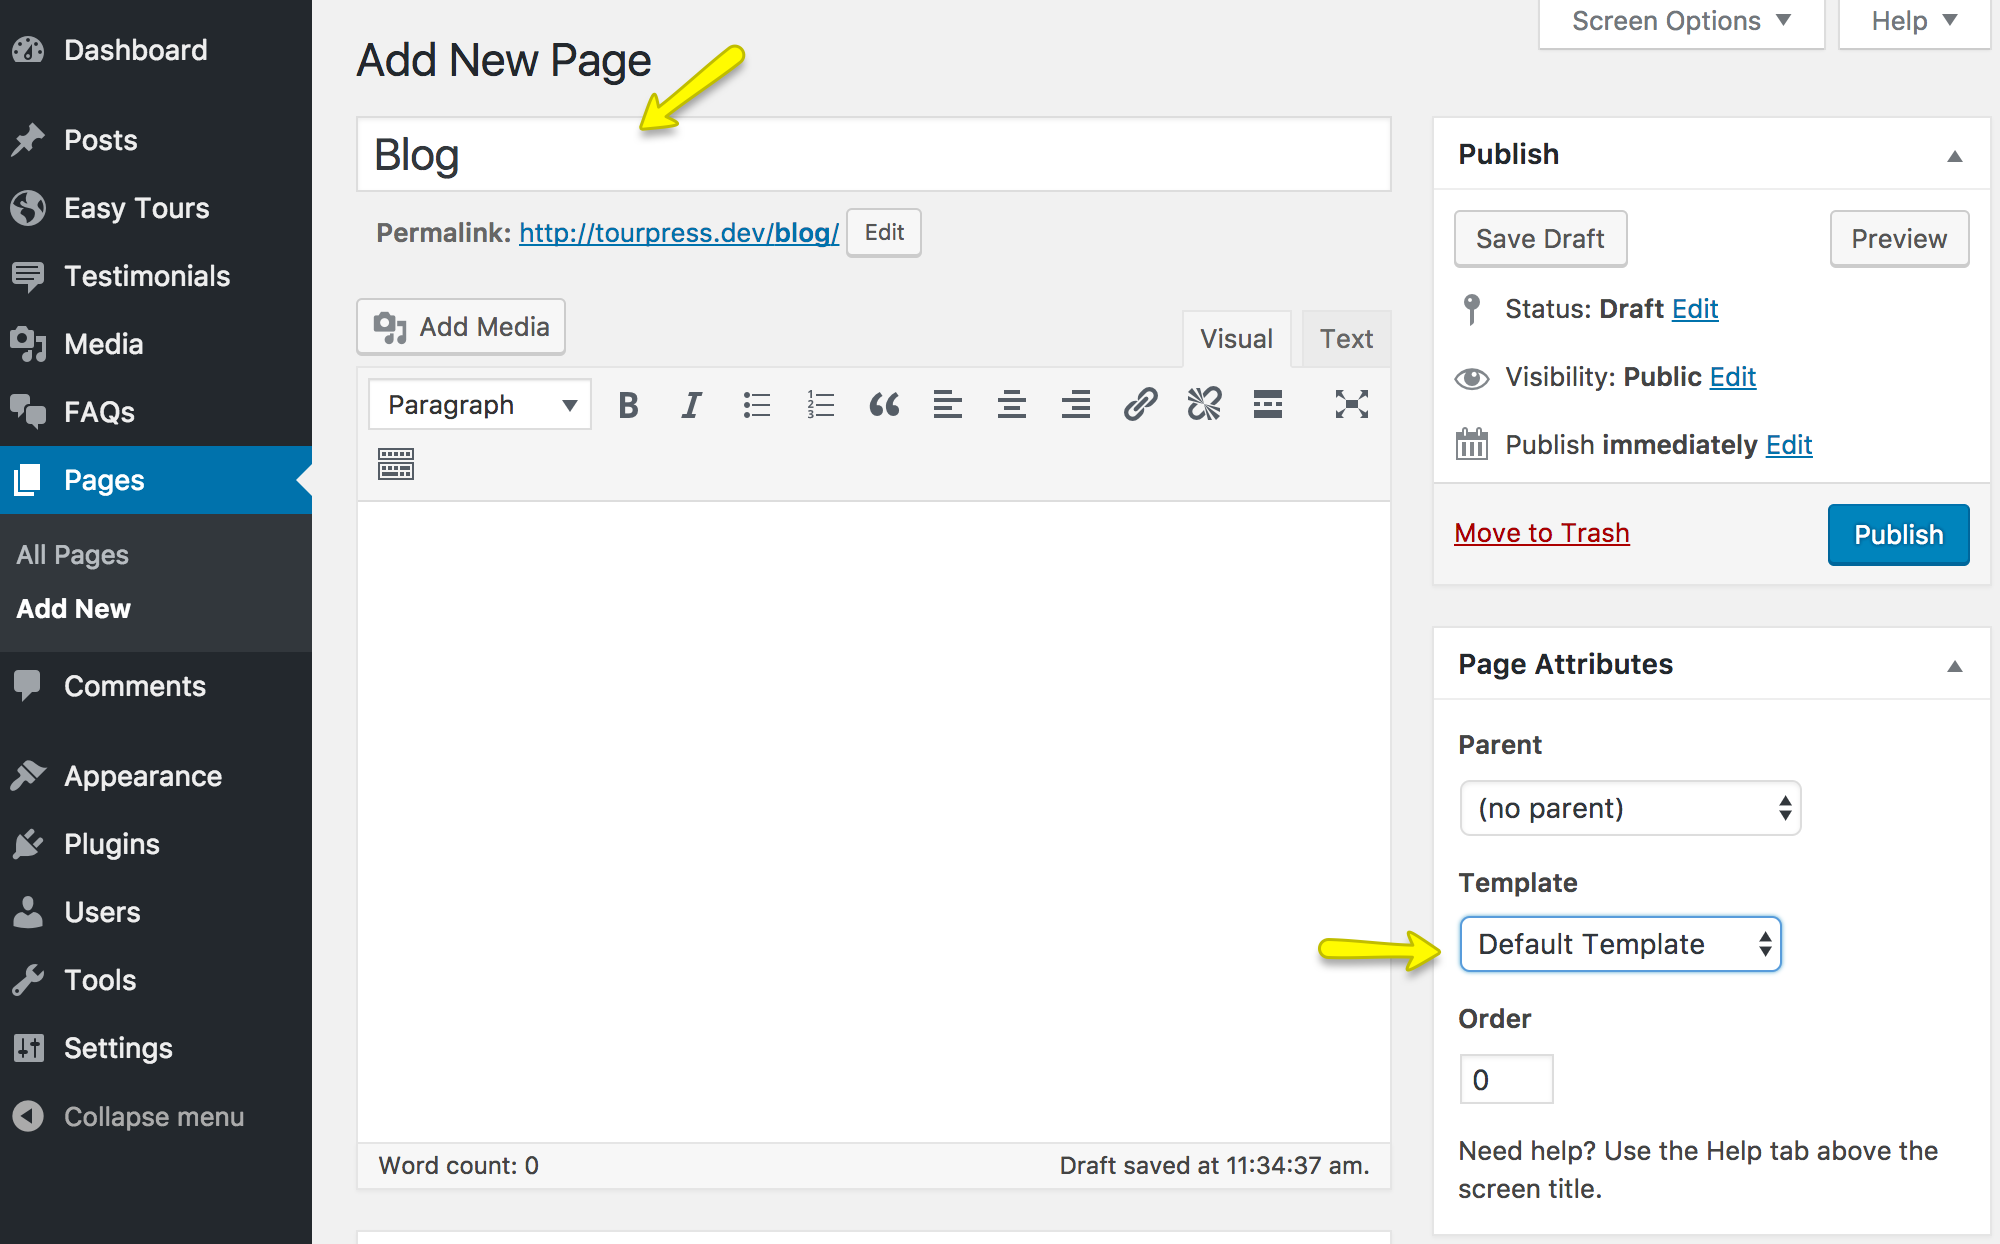 Dashboard
Posts
Easy Tours
Testimonials
Media
FAQs
Pages
All Pages
Add New
Comments
Appearance
Plugins
Users
Tools
Settings
Collapse menu
Screen Options
Help
Add New Page
Blog
Permalink: http://tourpress.dev/blog/ Edit
Add Media
Visual
Text
Paragraph
B I
1
2
3
Word count: 0
Draft saved at 11:34:37 am.
Publish
Save Draft
Preview
Status: Draft Edit
Visibility: Public Edit
Publish immediately Edit
Move to Trash
Publish
Page Attributes
Parent
(no parent)
Template
Default Template
Order
0
Need help? Use the Help tab above the
screen title.